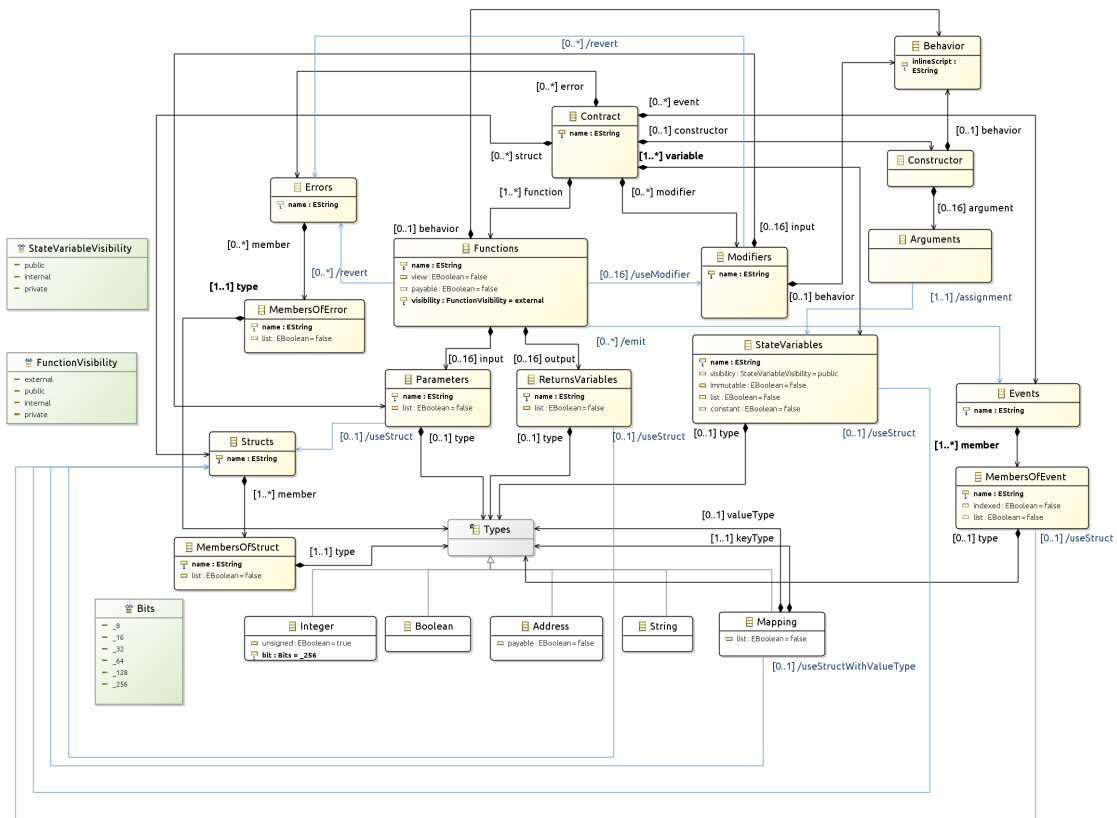 [0..*] /revert
Behavior
inlineScript :
EString
[0..*] error
[0..*] event
Contract
name : EString
[0..1] constructor
[0..1] behavior
[0..*] struct
[1..*] variable
Constructor
Errors
name : EString
[1..*] function
[0..*] modifier
[0..16] argument
[0..1] behavior
[0..16] input
StateVariableVisibility
public
internal
private
[0..*] member
Functions
name : EString
view : EBoolean = false
payable : EBoolean = false
visibility : FunctionVisibility = external
Modifiers
name : EString
Arguments
[0..*] /revert
[0..16] /useModifier
[1..1] type
[0..1] behavior
[1..1] /assignment
MembersOfError
name : EString
list : EBoolean = false
[0..*] /emit
StateVariables
name : EString
visibility : StateVariableVisibility = public
immutable : EBoolean = false
list : EBoolean = false
constant : EBoolean = false
FunctionVisibility
external
public
internal
private
[0..16] input
[0..16] output
Parameters
name : EString
list : EBoolean = false
ReturnsVariables
name : EString
list : EBoolean = false
Events
name : EString
Structs
name : EString
[0..1] /useStruct
[0..1] type
[0..1] type
[0..1] /useStruct
[0..1] type
[0..1] /useStruct
[1..*] member
[1..*] member
MembersOfEvent
name : EString
indexed : EBoolean = false
list : EBoolean = false
[0..1] valueType
Types
[1..1] keyType
[0..1] type
[0..1] /useStruct
MembersOfStruct
name : EString
list : EBoolean = false
[1..1] type
Bits
_8
_16
_32
_64
_128
_256
Integer
unsigned : EBoolean = true
bit : Bits = _256
Boolean
Address
payable : EBoolean = false
String
Mapping
list : EBoolean = false
[0..1] /useStructWithValueType